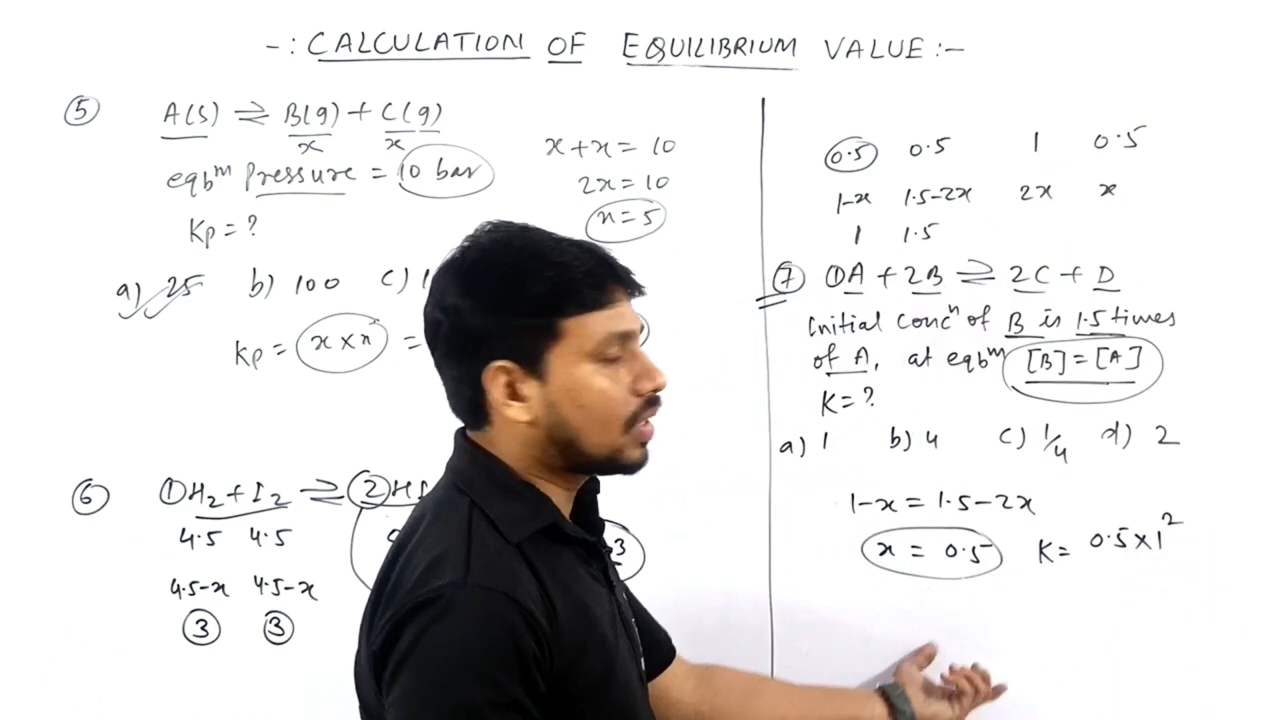 -: CALCULATION OF EQUILIBRIUM VALUE :-
5 A(s) ⇌ B(g) + C(g)
x x
eqbᵐ Pressure = 10 bar
Kp = ?
x + x = 10
2x = 10
x = 5
a) 25 b) 100 c) 1
Kp = x × x =
6 1H₂ + I₂ ⇌ 2HI
4.5 4.5
4.5-x 4.5-x
3 3
3
0.5 0.5 1 0.5
1-x 1.5-2x 2x x
1 1.5
7 1A + 2B ⇌ 2C + D
Initial concⁿ of B is 1.5 times
of A, at eqbᵐ [B] = [A]
K = ?
a) 1 b) 4 c) 1/4 d) 2
1-x = 1.5-2x
x = 0.5 K = 0.5 × 1²